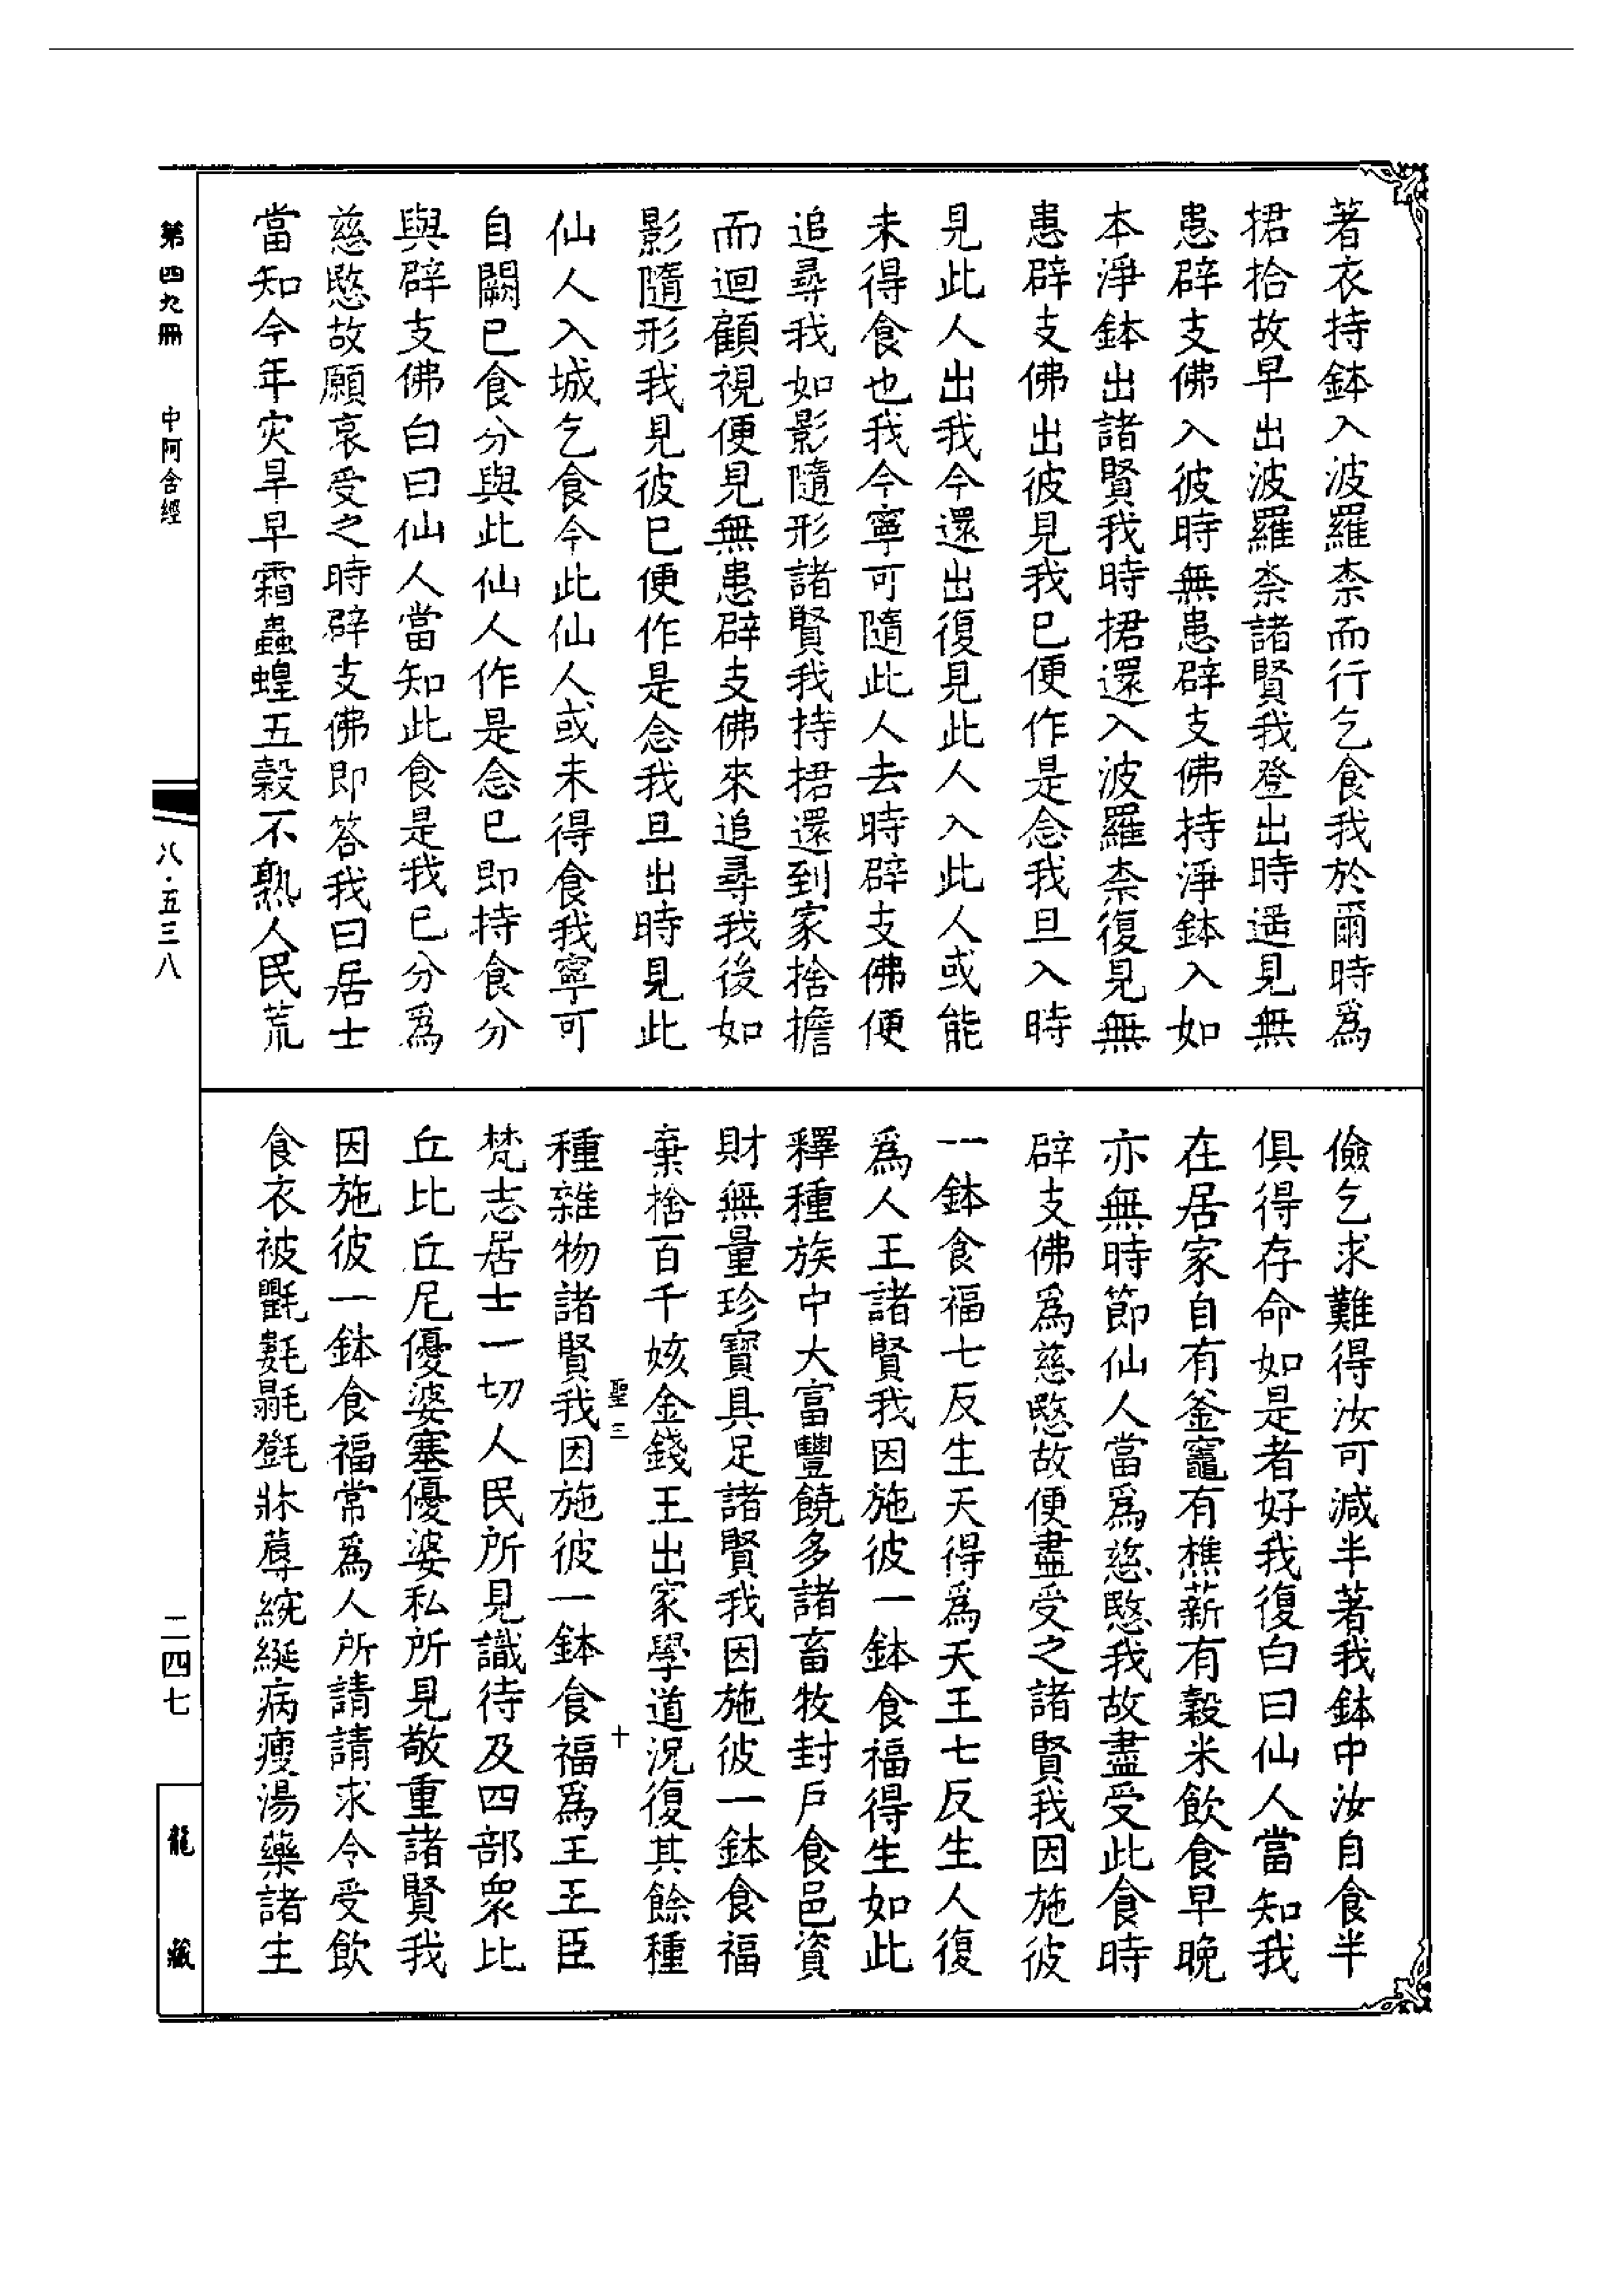 著衣持鉢入波羅柰而行乞食我於爾時爲
捃拾故早出波羅柰諸賢我登出時逢見無
患辟支佛入彼時無患辟支佛持淨鉢入如
本淨鉢出諸賢我時捃還入波羅柰復見無
患辟支佛出彼見我已便作是念我旦入時
見此人出我今還出復見此人入此人或能
未得食也我今寧可隨此人去時辟支佛便
追尋我如影隨形諸賢我持捃還到家捨擔
而迴顧視便見無患辟支佛來追尋我後如
影隨形我見彼已便作是念我旦出時見此
仙人入城乞食今此仙人或未得食我寧可
自闕已食分與此仙人作是念已即持食分
與辟支佛白曰仙人當知此食是我已分爲
慈愍故願哀受之時辟支佛即答我曰居士
當知今年灾旱早霜蟲蝗五穀不熟人民荒
儉乞求難得汝可減半著我鉢中汝自食半
俱得存命如是者好我復白曰仙人當知我
在居家自有釜竈有樵薪有穀米飲食早晚
亦無時節仙人當爲慈愍我故盡受此食時
辟支佛爲慈愍故便盡受之諸賢我因施彼
一鉢食福七反生天得爲天王七反生人復
爲人王諸賢我因施彼一鉢食福得生如此
釋種族中大富豐饒多諸畜牧封戶食邑資
財無量珍寶具足諸賢我因施彼一鉢食福
棄捨百千姟金錢王出家學道況復其餘種
聖三 十
種雜物諸賢我因施彼一鉢食福爲王王臣
梵志居士一切人民所見識待及四部衆比
丘比丘尼優婆塞優婆私所見敬重諸賢我
因施彼一鉢食福常爲人所請請求令受飲
食衣被氍氀毾㲪牀蓐綩綖病瘦湯藥諸生
第四九冊 中阿含經
八·五三八
二四七
龍藏